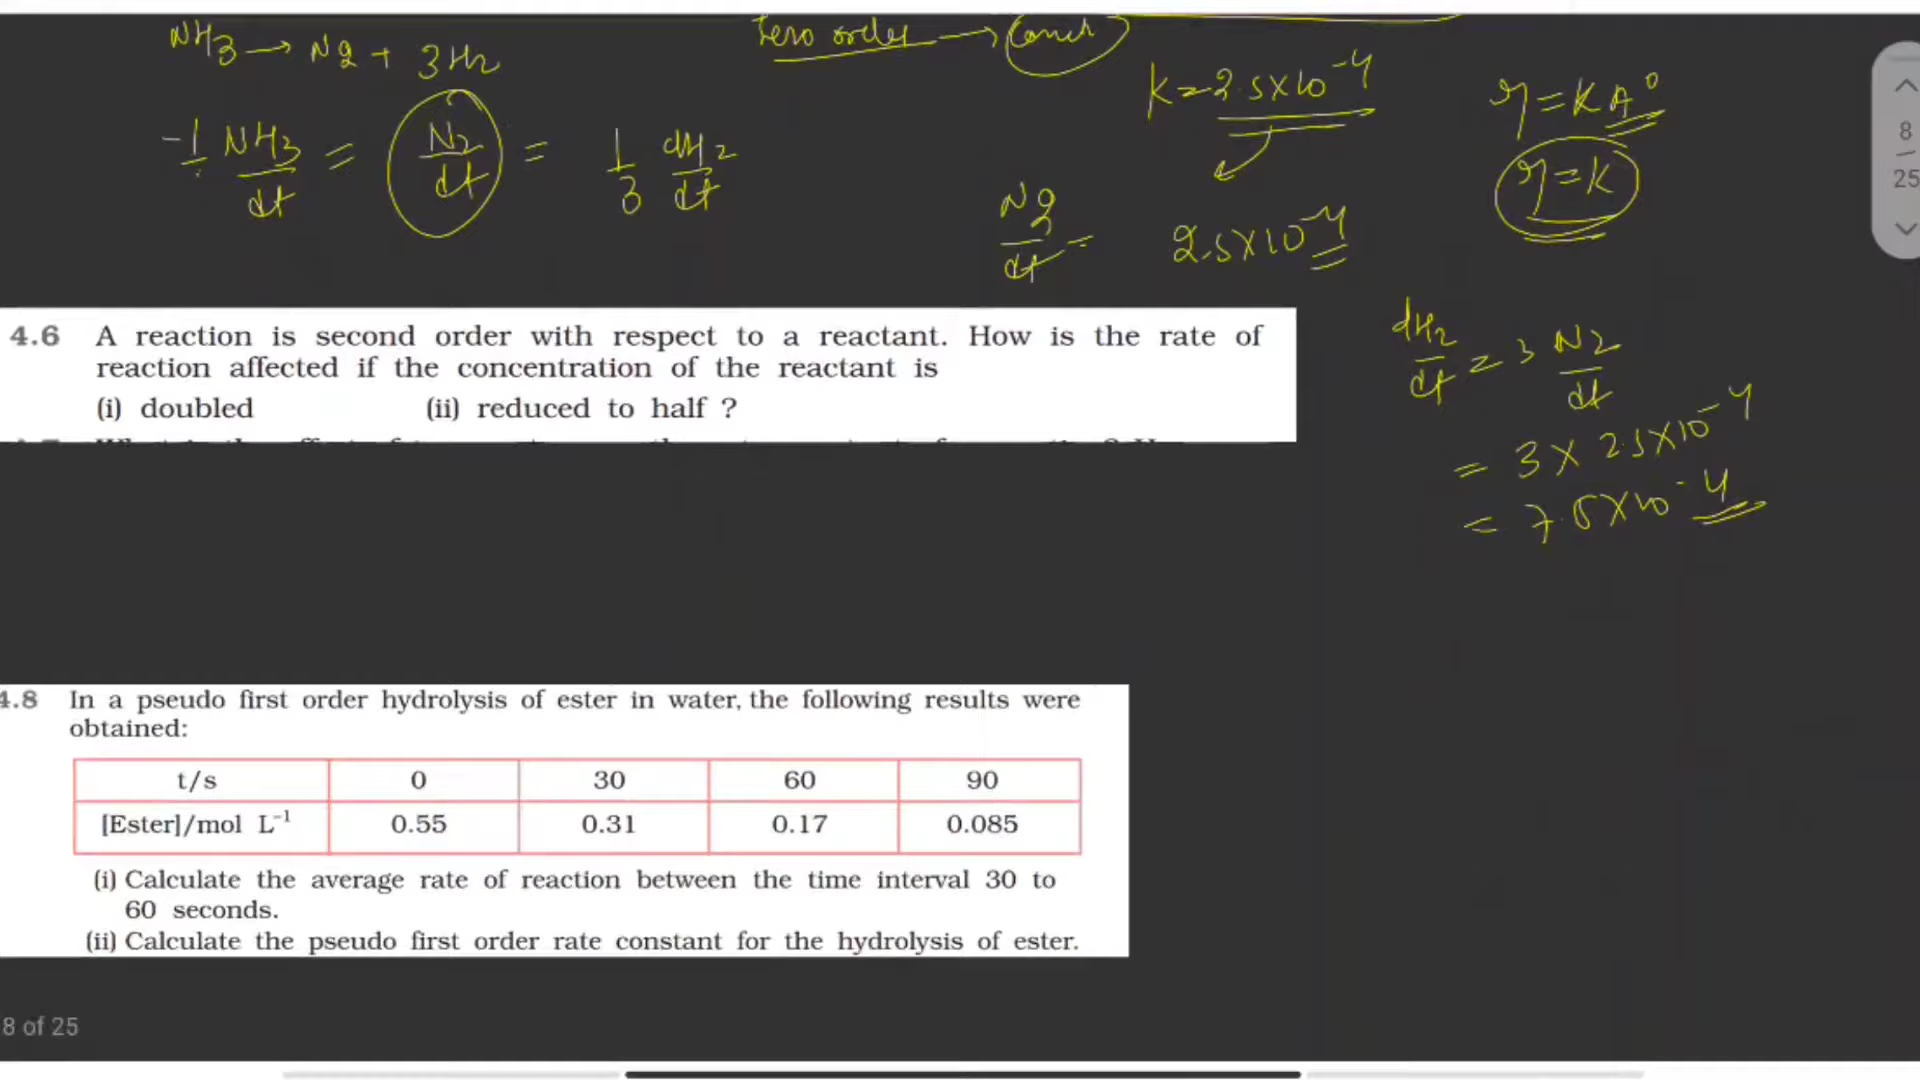 NH3 → N2 + 3H2
Zero order → Conc
K = 2.5×10^-4
r = KA°
-1 NH3/dt = N2/dt = 1/3 dH2/dt
r = K
N2/dt = 2.5×10^-4
4.6 A reaction is second order with respect to a reactant. How is the rate of
reaction affected if the concentration of the reactant is
(i) doubled (ii) reduced to half ?
dH2/dt = 3 N2/dt
= 3 × 2.5×10^-4
= 7.5×10^-4
4.8 In a pseudo first order hydrolysis of ester in water, the following results were
obtained:
t/s 0 30 60 90
[Ester]/mol L⁻¹ 0.55 0.31 0.17 0.085
(i) Calculate the average rate of reaction between the time interval 30 to
60 seconds.
(ii) Calculate the pseudo first order rate constant for the hydrolysis of ester.
8 of 25
8
25